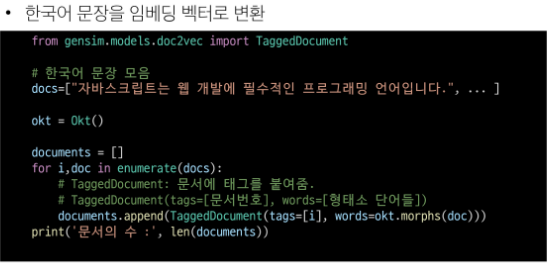 • 한국어 문장을 임베딩 벡터로 변환
from gensim.models.doc2vec import TaggedDocument
# 한국어 문장 모음
docs=["자바스크립트는 웹 개발에 필수적인 프로그래밍 언어입니다.", ... ]
okt = Okt()
documents = []
for i,doc in enumerate(docs):
    # TaggedDocument: 문서에 태그를 붙여줌.
    # TaggedDocument(tags=[문서번호], words=[형태소 단어들])
    documents.append(TaggedDocument(tags=[i], words=okt.morphs(doc)))
print('문서의 수 :', len(documents))